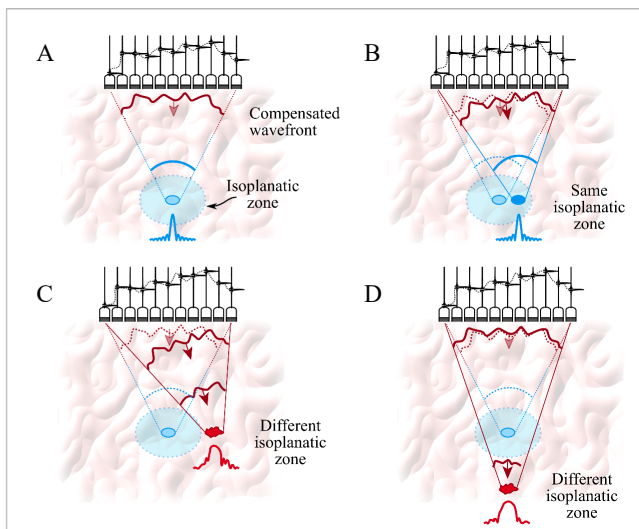 A
B
Compensated
wavefront
Isoplanatic
zone
Same
isoplanatic
zone
C
D
Different
isoplanatic
zone
Different
isoplanatic
zone